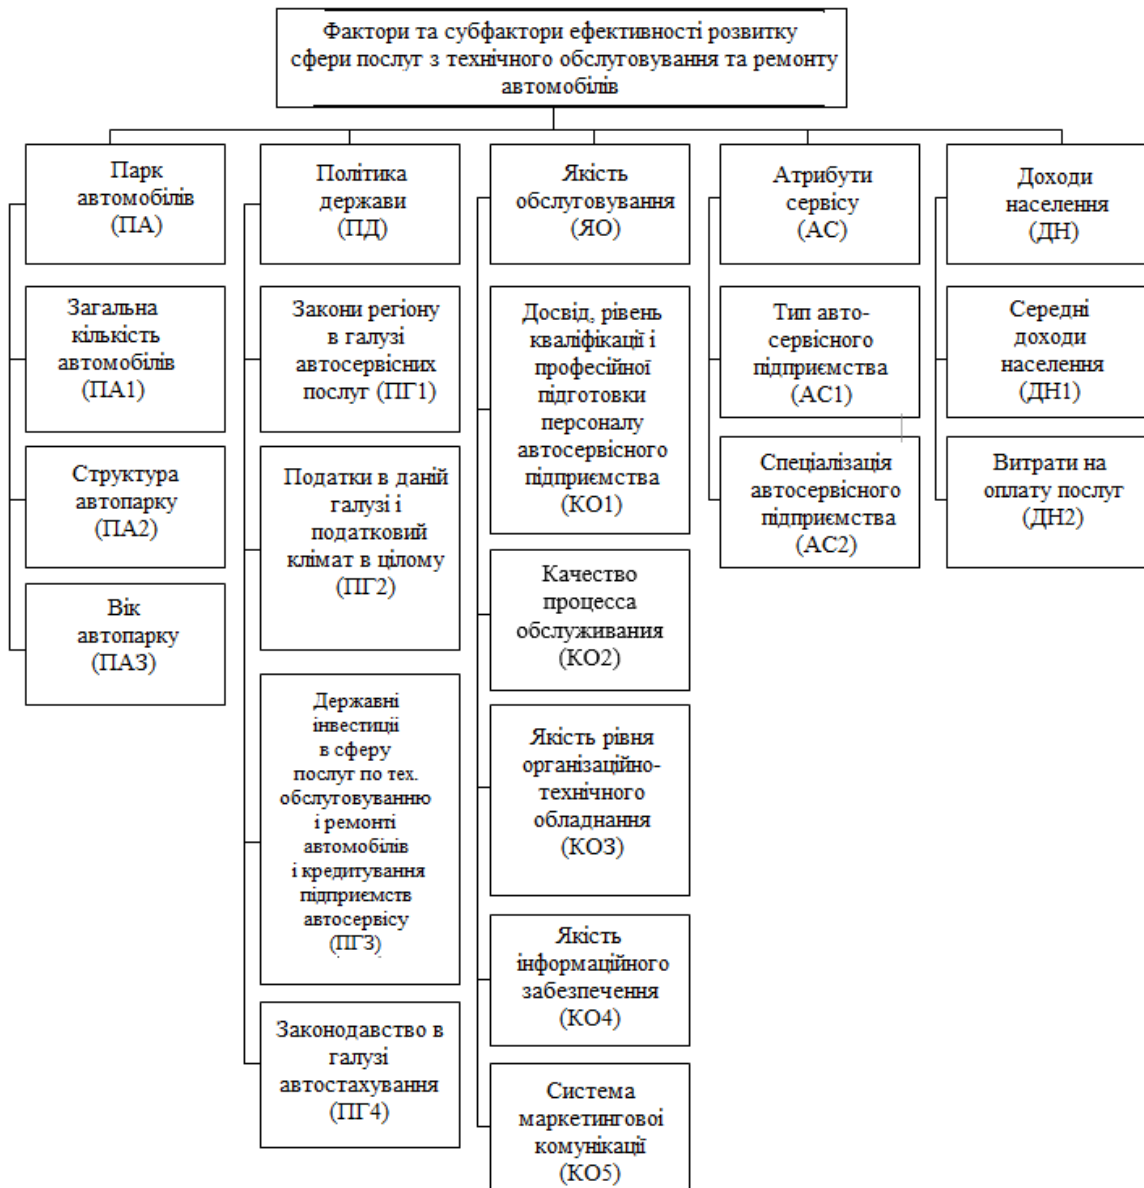 Фактори та субфактори ефективності розвитку
сфери послуг з технічного обслуговування та ремонту
автомобілів
Парк
автомобілів
(ПА)
Загальна
кількість
автомобілів
(ПА1)
Структура
автопарку
(ПА2)
Вік
автопарку
(ПА3)
Політика
держави
(ПД)
Закони регіону
в галузі
автосервісних
послуг (ПГ1)
Податки в даній
галузі і
податковий
клімат в цілому
(ПГ2)
Державні
інвестиції
в сферу
послуг по тех.
обслуговуванню
і ремонті
автомобілів
і кредитування
підприємств
автосервісу
(ПГ3)
Законодавство в
галузі
автостахування
(ПГ4)
Якість
обслуговування
(ЯО)
Досвід, рівень
кваліфікації і
професійної
підготовки
персоналу
автосервісного
підприємства
(КО1)
Качество
процесса
обслуживания
(КО2)
Якість рівня
організаційно-
технічного
обладнання
(КО3)
Якість
інформаційного
забезпечення
(КО4)
Система
маркетингової
комунікації
(КО5)
Атрибути
сервісу
(АС)
Тип авто-
сервісного
підприємства
(АС1)
Спеціалізація
автосервісного
підприємства
(АС2)
Доходи
населення
(ДН)
Середні
доходи
населення
(ДН1)
Витрати на
оплату послуг
(ДН2)